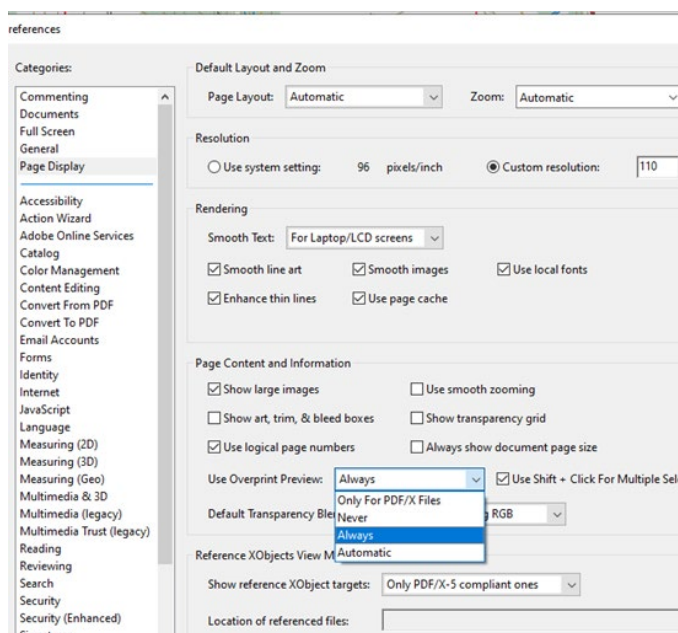 references
Categories:
Commenting
Documents
Full Screen
General
Page Display
Accessibility
Action Wizard
Adobe Online Services
Catalog
Color Management
Content Editing
Convert From PDF
Convert To PDF
Email Accounts
Forms
Identity
Internet
JavaScript
Language
Measuring (2D)
Measuring (3D)
Measuring (Geo)
Multimedia & 3D
Multimedia (legacy)
Multimedia Trust (legacy)
Reading
Reviewing
Search
Security
Security (Enhanced)
Default Layout and Zoom
Page Layout: Automatic Zoom: Automatic
Resolution
Use system setting: 96 pixels/inch Custom resolution: 110
Rendering
Smooth Text: For Laptop/LCD screens
Smooth line art Smooth images Use local fonts
Enhance thin lines Use page cache
Page Content and Information
Show large images Use smooth zooming
Show art, trim, & bleed boxes Show transparency grid
Use logical page numbers Always show document page size
Use Overprint Preview: Always Use Shift + Click For Multiple Sel
Only For PDF/X Files
Never
Always
Automatic
Default Transparency Ble RGB
Reference XObjects View M
Show reference XObject targets: Only PDF/X-5 compliant ones
Location of referenced files: